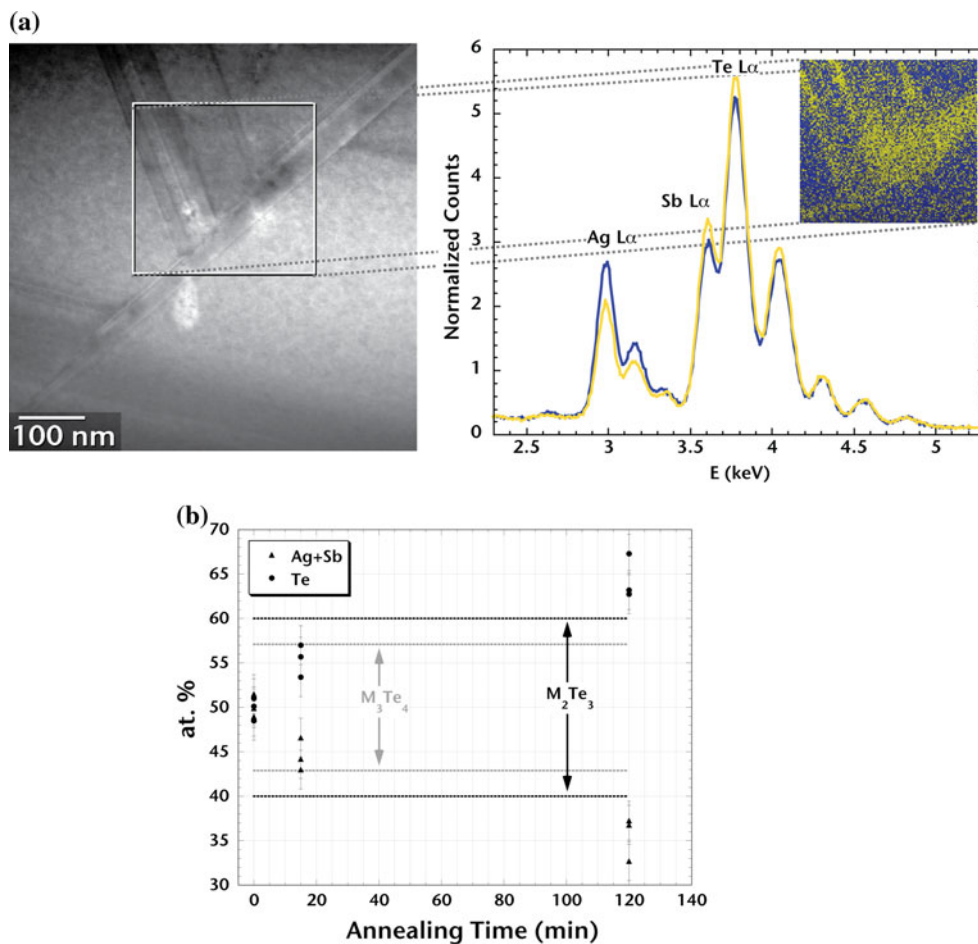 (a)
100 nm
Normalized Counts
6
5
4
3
2
1
0
Te Lα
Sb Lα
Ag Lα
2.5 3 3.5 4 4.5 5
E (keV)
(b)
at. %
70
65
60
55
50
45
40
35
30
Ag+Sb
Te
M3Te4
M2Te3
0 20 40 60 80 100 120 140
Annealing Time (min)